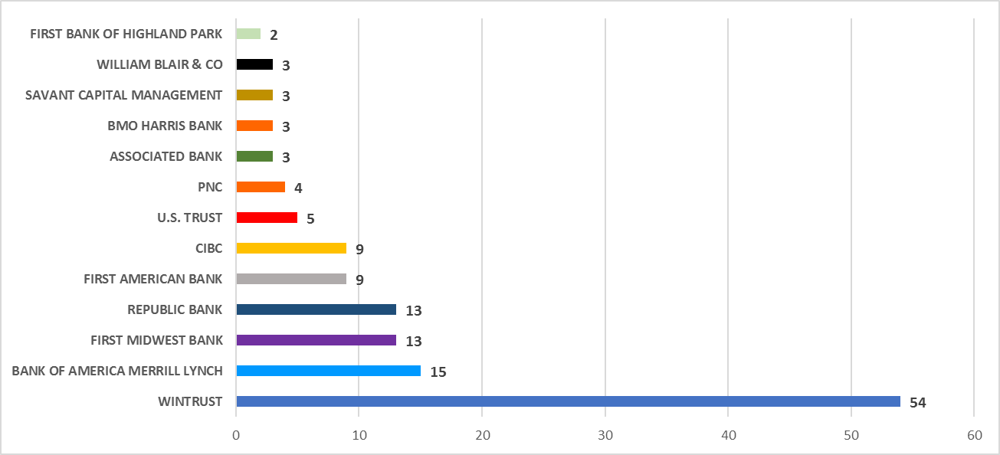 FIRST BANK OF HIGHLAND PARK 2
WILLIAM BLAIR & CO 3
SAVANT CAPITAL MANAGEMENT 3
BMO HARRIS BANK 3
ASSOCIATED BANK 3
PNC 4
U.S. TRUST 5
CIBC 9
FIRST AMERICAN BANK 9
REPUBLIC BANK 13
FIRST MIDWEST BANK 13
BANK OF AMERICA MERRILL LYNCH 15
WINTRUST 54
0 10 20 30 40 50 60